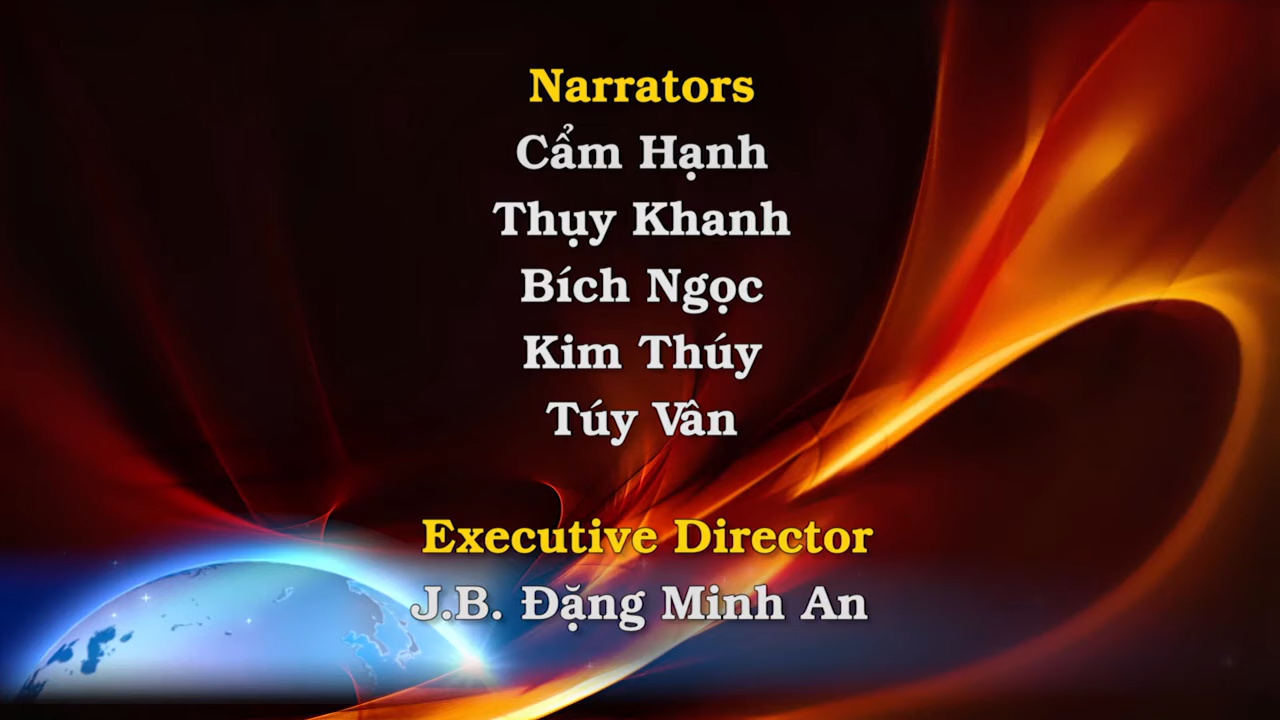 Narrators
Cẩm Hạnh
Thụy Khanh
Bích Ngọc
Kim Thúy
Túy Vân
Executive Director
J.B. Đặng Minh An